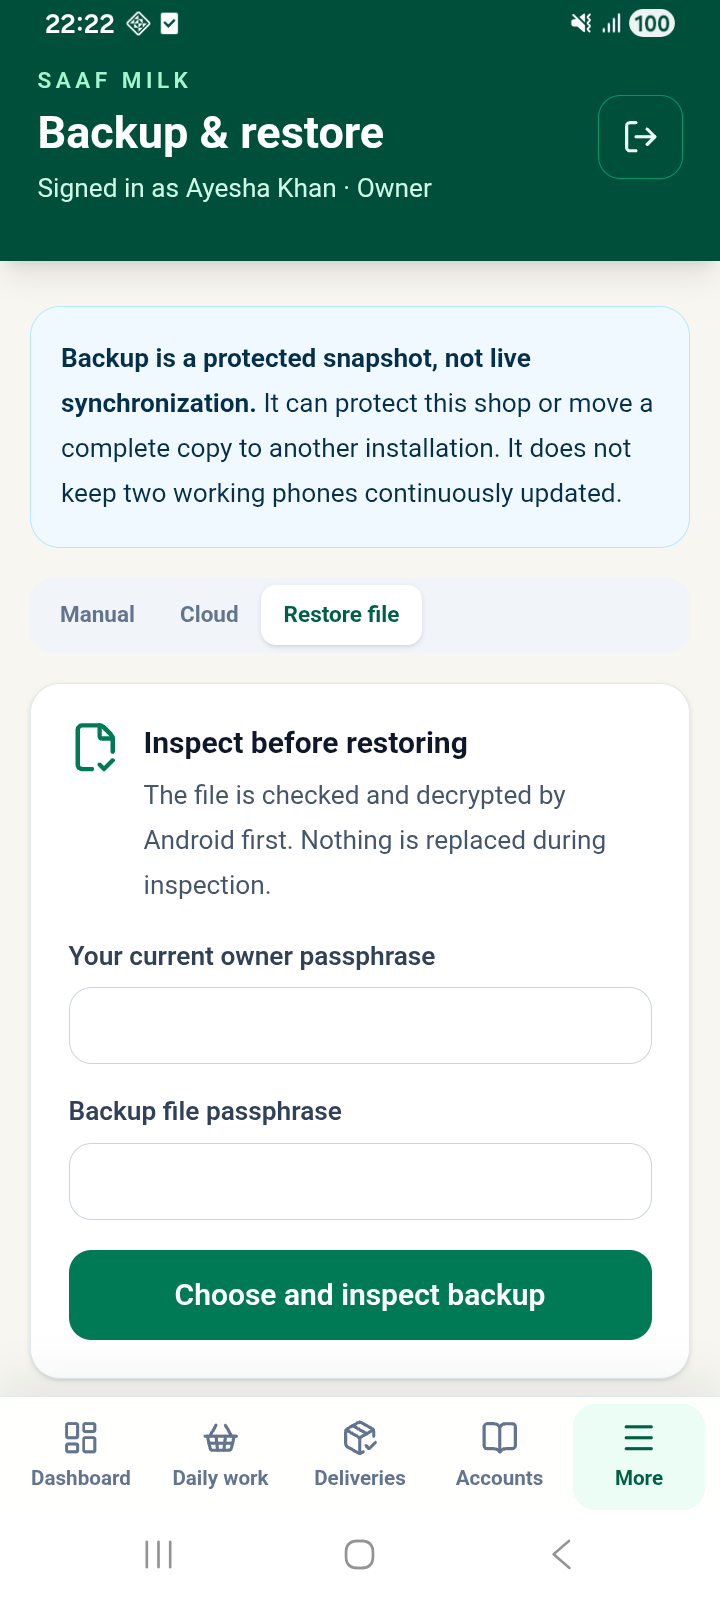 22:22
100
SAAF MILK
Backup & restore
Signed in as Ayesha Khan · Owner
Backup is a protected snapshot, not live
synchronization. It can protect this shop or move a
complete copy to another installation. It does not
keep two working phones continuously updated.
Manual Cloud Restore file
Inspect before restoring
The file is checked and decrypted by
Android first. Nothing is replaced during
inspection.
Your current owner passphrase
Backup file passphrase
Choose and inspect backup
Dashboard Daily work Deliveries Accounts More